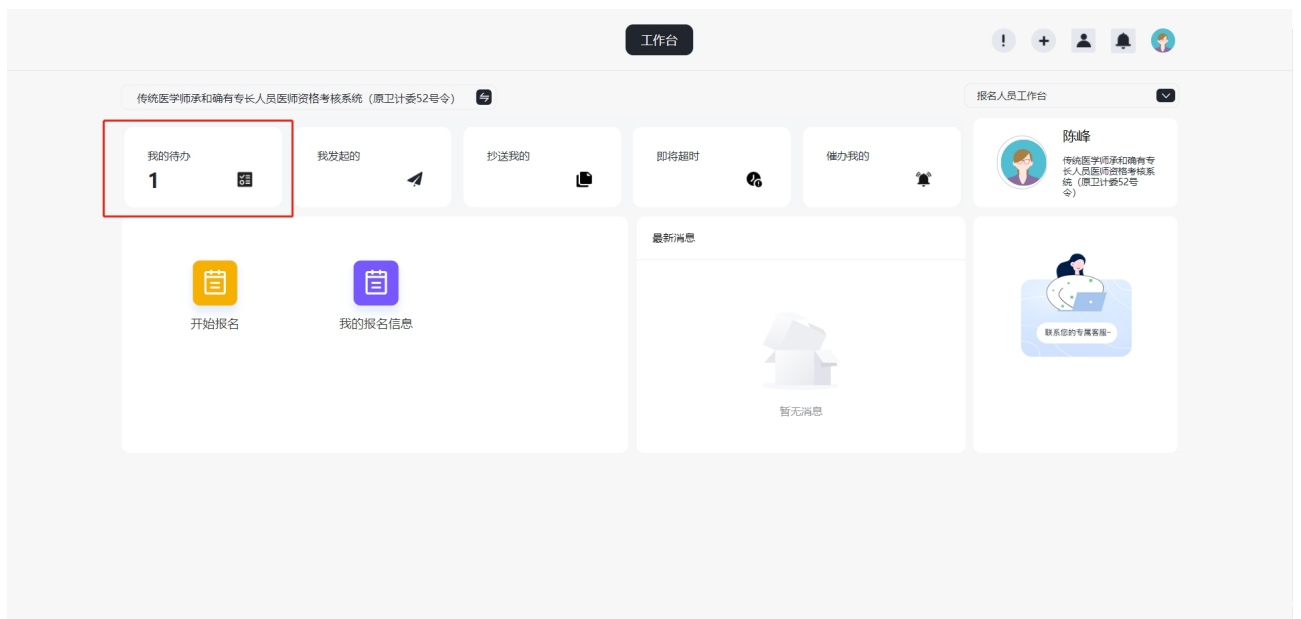 工作台
传统医学师承和确有专长人员医师资格考核系统（原卫计委52号令）
报名人员工作台
我的待办
1
我发起的
抄送我的
即将超时
催办我的
陈峰
传统医学师承和确有专
长人员医师资格考核系
统（原卫计委52号
令）
开始报名
我的报名信息
最新消息
暂无消息
联系您的专属客服~